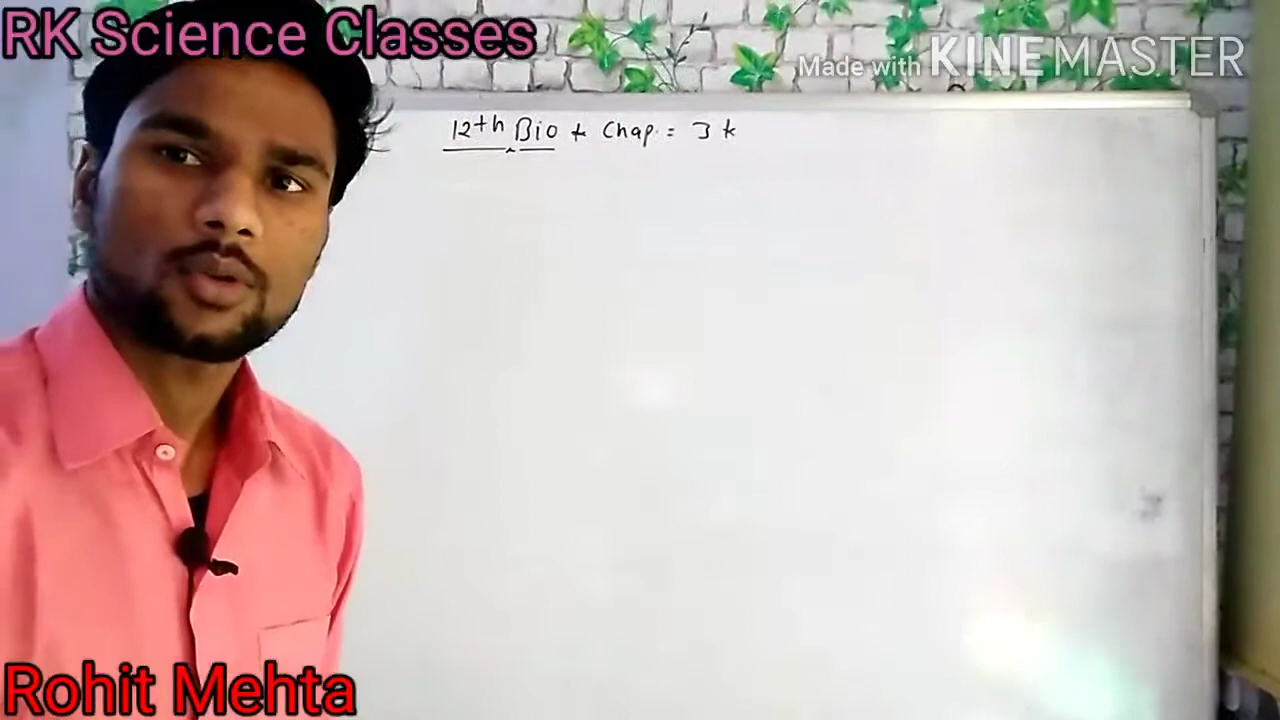 RK Science Classes
Made with KINEMASTER
12th Bio * Chap. = 3 *
Rohit Mehta